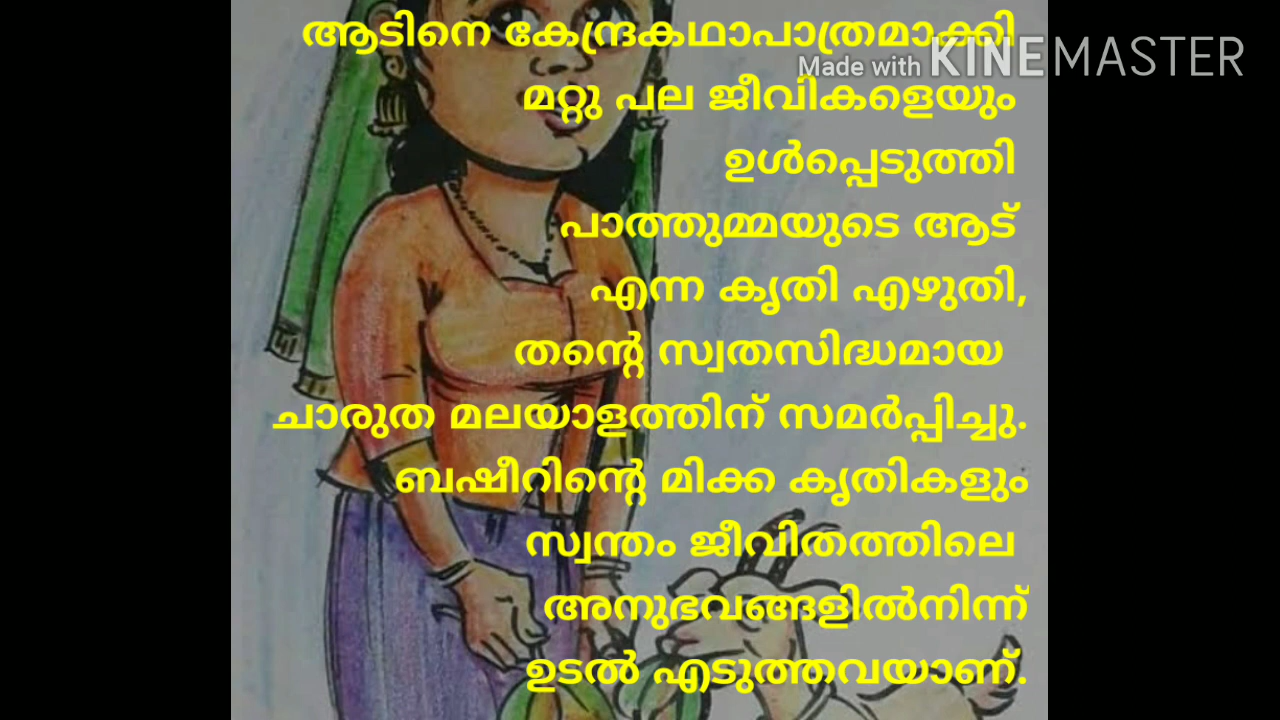 ആടിനെ കേന്ദ്രകഥാപാത്രമാക്കി
Made with KINEMASTER
മറ്റു പല ജീവികളെയും
ഉൾപ്പെടുത്തി
പാത്തുമ്മയുടെ ആട്
എന്ന കൃതി എഴുതി,
തന്റെ സ്വതസിദ്ധമായ
ചാരുത മലയാളത്തിന് സമർപ്പിച്ചു.
ബഷീറിന്റെ മിക്ക കൃതികളും
സ്വന്തം ജീവിതത്തിലെ
അനുഭവങ്ങളിൽനിന്ന്
ഉടൽ എടുത്തവയാണ്.